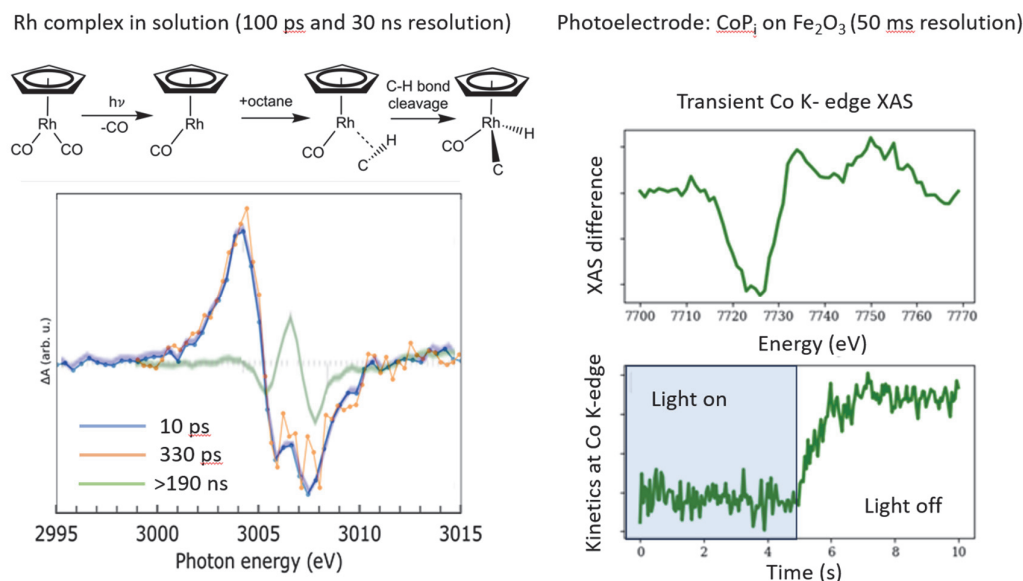 Rh complex in solution (100 ps and 30 ns resolution)
Photoelectrode: CoPi on Fe2O3 (50 ms resolution)
hν
-CO
+octane
C-H bond
cleavage
Rh
CO
CO
Rh
CO
Rh
CO
H
C
Rh
CO
H
C
ΔA (arb. u.)
10 ps
330 ps
>190 ns
2995 3000 3005 3010 3015
Photon energy (eV)
Transient Co K- edge XAS
XAS difference
7700 7710 7720 7730 7740 7750 7760 7770
Energy (eV)
Kinetics at Co K-edge
Light on
Light off
0 2 4 6 8 10
Time (s)